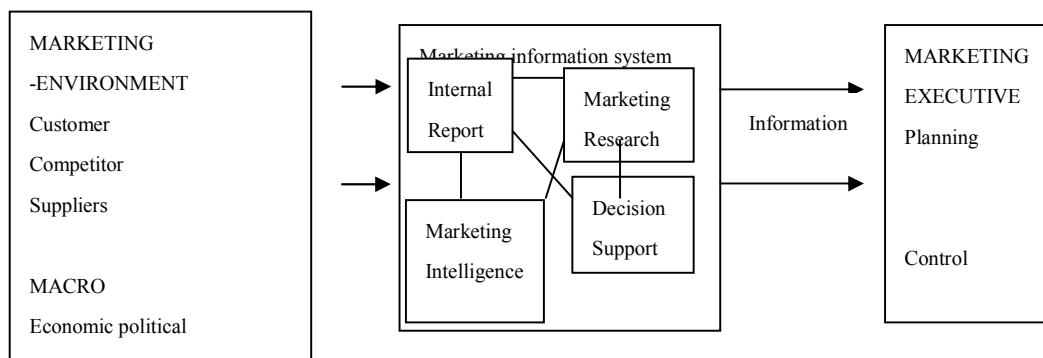 MARKETING
-ENVIRONMENT
Customer
Competitor
Suppliers
MACRO
Economic political
Marketing information system
Internal
Report
Marketing
Research
Marketing
Intelligence
Decision
Support
Information
MARKETING
EXECUTIVE
Planning
Control